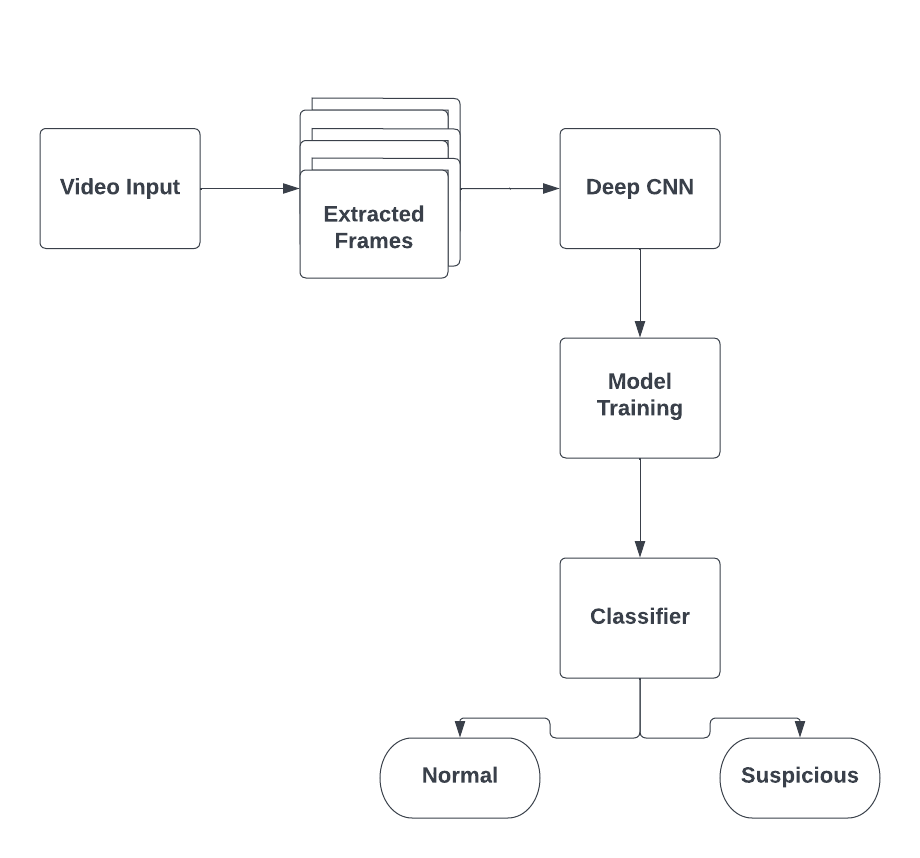 Video Input
Extracted
Frames
Deep CNN
Model
Training
Classifier
Normal
Suspicious